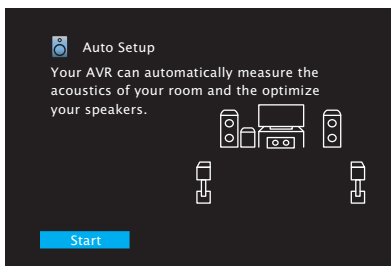 Auto Setup
Your AVR can automatically measure the
acoustics of your room and the optimize
your speakers.
Start